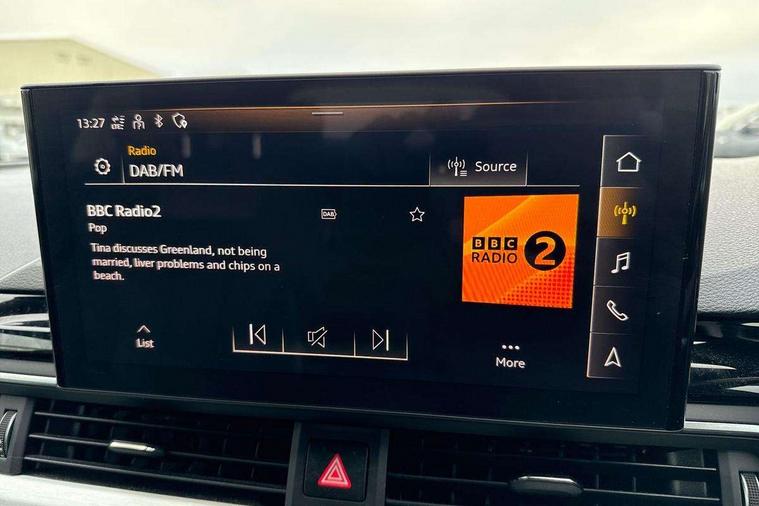 13:27
Radio
DAB/FM
Source
BBC Radio2
DAB
Pop
Tina discusses Greenland, not being
married, liver problems and chips on a
beach.
BBC
RADIO 2
List
More